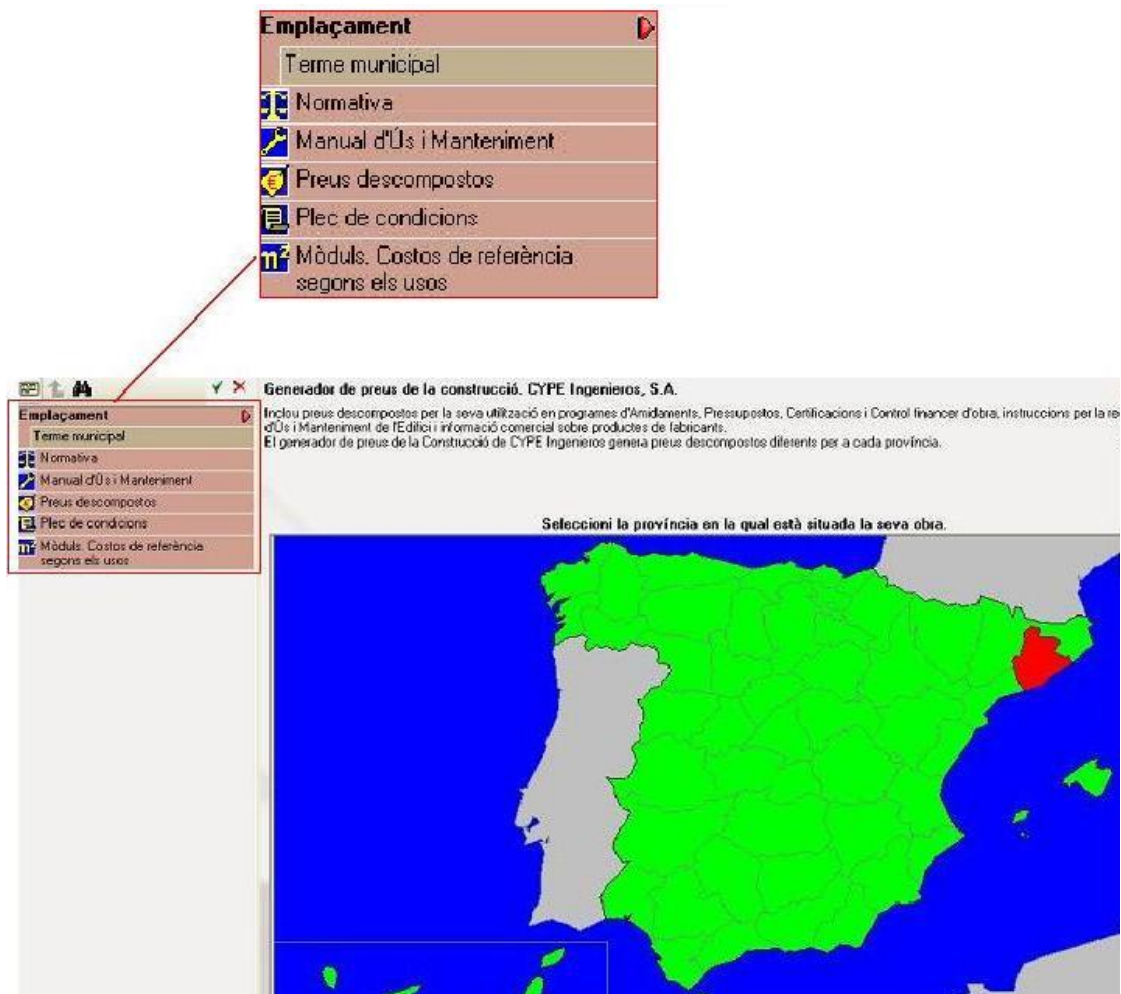 Emplaçament
Terme municipal
Normativa
Manual d'Ús i Manteniment
Preus descompostos
Plec de condicions
m² Mòduls. Costos de referència
segons els usos
Emplaçament
Terme municipal
Normativa
Manual d'Ús i Manteniment
Preus descompostos
Plec de condicions
m² Mòduls. Costos de referència
segons els usos
Generador de preus de la construcció. CYPE Ingenieros, S.A.
Inclou preus descompostos per la seva utilització en programes d'Amidaments, Pressupostos, Certificacions i Control financer d'obra, instruccions per la re
d'Ús i Manteniment de l'Edifici i informació comercial sobre productes de fabricants.
El generador de preus de la Construcció de CYPE Ingenieros genera preus descompostos diferents per a cada província.
Seleccioni la província en la qual està situada la seva obra.